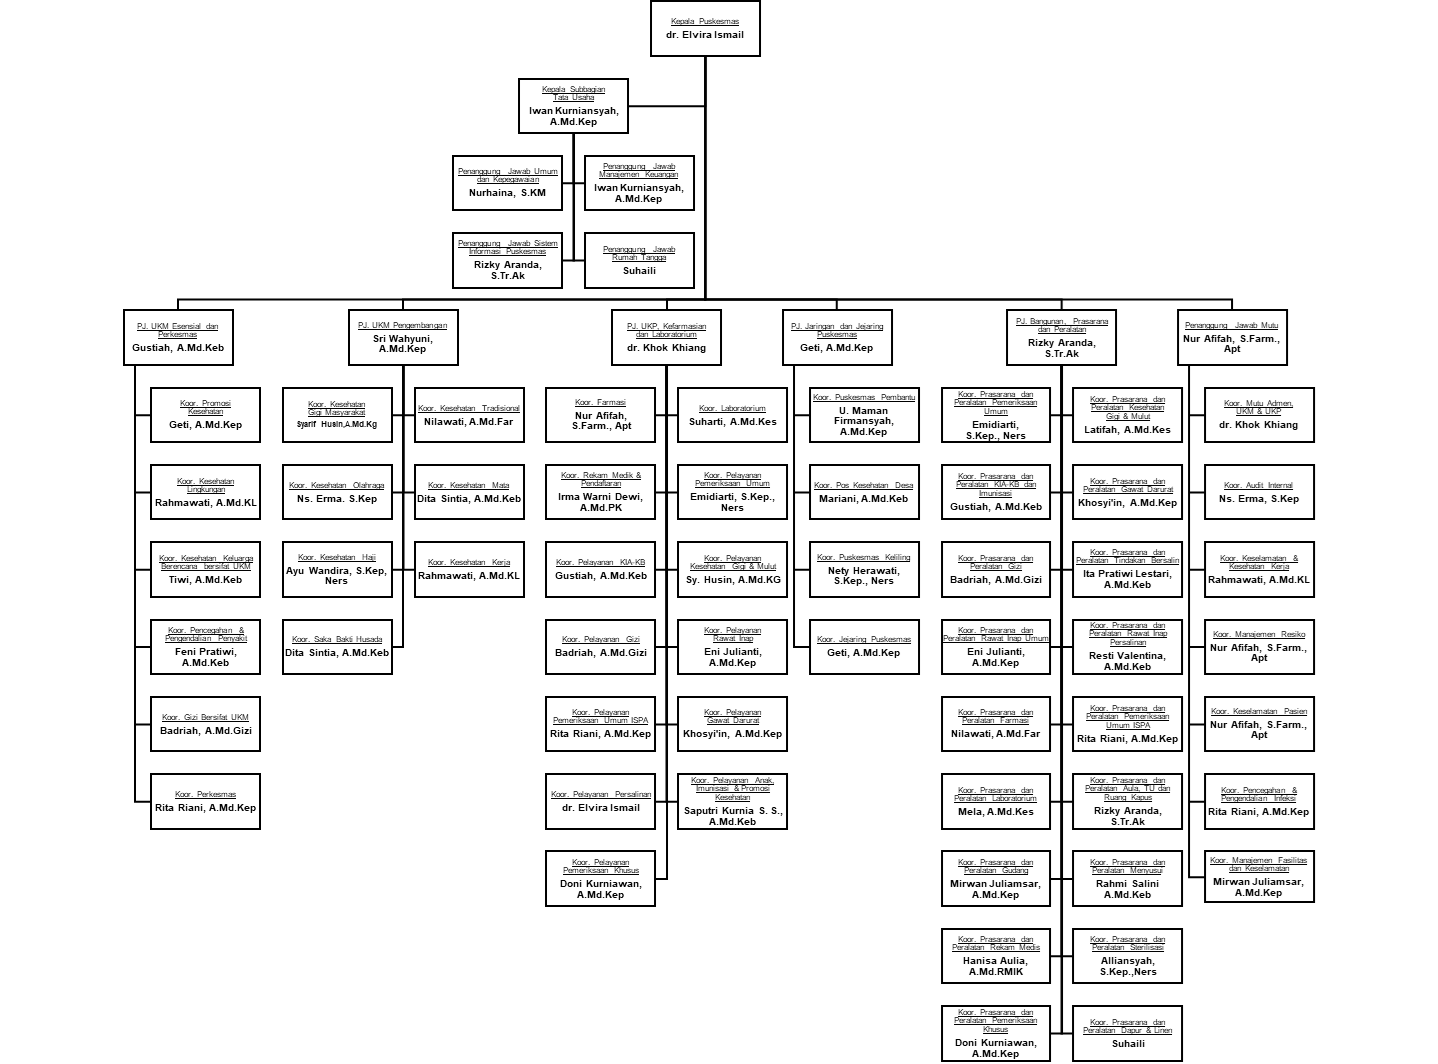 Kepala Puskesmas
dr. Elvira Ismail
Kepala Subbagian
Tata Usaha
Iwan Kurniansyah,
A.Md.Kep
Penanggung Jawab Umum
dan Kepegawaian
Nurhaina, S.KM
Penanggung Jawab
Manajemen Keuangan
Iwan Kurniansyah,
A.Md.Kep
Penanggung Jawab Sistem
Informasi Puskesmas
Rizky Aranda,
S.Tr.Ak
Penanggung Jawab
Rumah Tangga
Suhaili
PJ. UKM Esensial dan
Perkesmas
Gustiah, A.Md.Keb
PJ. UKM Pengembangan
Sri Wahyuni,
A.Md.Kep
PJ. UKP, Kefarmasian
dan Laboratorium
dr. Khok Khiang
PJ. Jaringan dan Jejaring
Puskesmas
Geti, A.Md.Kep
PJ. Bangunan, Prasarana
dan Peralatan
Rizky Aranda,
S.Tr.Ak
Penanggung Jawab Mutu
Nur Afifah, S.Farm.,
Apt
Koor. Promosi
Kesehatan
Geti, A.Md.Kep
Koor. Kesehatan
Lingkungan
Rahmawati, A.Md.KL
Koor. Kesehatan Keluarga
Berencana bersifat UKM
Tiwi, A.Md.Keb
Koor. Pencegahan &
Pengendalian Penyakit
Feni Pratiwi,
A.Md.Keb
Koor. Gizi Bersifat UKM
Badriah, A.Md.Gizi
Koor. Perkesmas
Rita Riani, A.Md.Kep
Koor. Kesehatan
Gigi Masyarakat
Syarif Husin,A.Md.Kg
Koor. Kesehatan Tradisional
Nilawati, A.Md.Far
Koor. Kesehatan Olahraga
Ns. Erma. S.Kep
Koor. Kesehatan Mata
Dita Sintia, A.Md.Keb
Koor. Kesehatan Haji
Ayu Wandira, S.Kep,
Ners
Koor. Kesehatan Kerja
Rahmawati, A.Md.KL
Koor. Saka Bakti Husada
Dita Sintia, A.Md.Keb
Koor. Farmasi
Nur Afifah,
S.Farm., Apt
Koor. Laboratorium
Suharti, A.Md.Kes
Koor. Rekam Medik &
Pendaftaran
Irma Warni Dewi,
A.Md.PK
Koor. Pelayanan
Pemeriksaan Umum
Emidiarti, S.Kep.,
Ners
Koor. Pelayanan KIA-KB
Gustiah, A.Md.Keb
Koor. Pelayanan
Kesehatan Gigi & Mulut
Sy. Husin, A.Md.KG
Koor. Pelayanan Gizi
Badriah, A.Md.Gizi
Koor. Pelayanan
Rawat Inap
Eni Julianti,
A.Md.Kep
Koor. Pelayanan
Pemeriksaan Umum ISPA
Rita Riani, A.Md.Kep
Koor. Pelayanan
Gawat Darurat
Khosyi'in, A.Md.Kep
Koor. Pelayanan Persalinan
dr. Elvira Ismail
Koor. Pelayanan Anak,
Imunisasi & Promosi
Kesehatan
Saputri Kurnia S. S.,
A.Md.Keb
Koor. Pelayanan
Pemeriksaan Khusus
Doni Kurniawan,
A.Md.Kep
Koor. Puskesmas Pembantu
U. Maman
Firmansyah,
A.Md.Kep
Koor. Pos Kesehatan Desa
Mariani, A.Md.Keb
Koor. Puskesmas Keliling
Nety Herawati,
S.Kep., Ners
Koor. Jejaring Puskesmas
Geti, A.Md.Kep
Koor. Prasarana dan
Peralatan Pemeriksaan
Umum
Emidiarti,
S.Kep., Ners
Koor. Prasarana dan
Peralatan Kesehatan
Gigi & Mulut
Latifah, A.Md.Kes
Koor. Prasarana dan
Peralatan KIA-KB dan
Imunisasi
Gustiah, A.Md.Keb
Koor. Prasarana dan
Peralatan Gawat Darurat
Khosyi'in, A.Md.Kep
Koor. Prasarana dan
Peralatan Gizi
Badriah, A.Md.Gizi
Koor. Prasarana dan
Peralatan Tindakan Bersalin
Ita Pratiwi Lestari,
A.Md.Keb
Koor. Prasarana dan
Peralatan Rawat Inap Umum
Eni Julianti,
A.Md.Kep
Koor. Prasarana dan
Peralatan Rawat Inap
Persalinan
Resti Valentina,
A.Md.Keb
Koor. Prasarana dan
Peralatan Farmasi
Nilawati, A.Md.Far
Koor. Prasarana dan
Peralatan Pemeriksaan
Umum ISPA
Rita Riani, A.Md.Kep
Koor. Prasarana dan
Peralatan Laboratorium
Mela, A.Md.Kes
Koor. Prasarana dan
Peralatan Aula, TU dan
Ruang Kapus
Rizky Aranda,
S.Tr.Ak
Koor. Prasarana dan
Peralatan Gudang
Mirwan Juliamsar,
A.Md.Kep
Koor. Prasarana dan
Peralatan Menyusui
Rahmi Salini
A.Md.Keb
Koor. Prasarana dan
Peralatan Rekam Medis
Hanisa Aulia,
A.Md.RMIK
Koor. Prasarana dan
Peralatan Sterilisasi
Alliansyah,
S.Kep.,Ners
Koor. Prasarana dan
Peralatan Pemeriksaan
Khusus
Doni Kurniawan,
A.Md.Kep
Koor. Prasarana dan
Peralatan Dapur & Linen
Suhaili
Koor. Mutu Admen,
UKM & UKP
dr. Khok Khiang
Koor. Audit Internal
Ns. Erma, S.Kep
Koor. Keselamatan &
Kesehatan Kerja
Rahmawati, A.Md.KL
Koor. Manajemen Resiko
Nur Afifah, S.Farm.,
Apt
Koor. Keselamatan Pasien
Nur Afifah, S.Farm.,
Apt
Koor. Pencegahan &
Pengendalian Infeksi
Rita Riani, A.Md.Kep
Koor. Manajemen Fasilitas
dan Keselamatan
Mirwan Juliamsar,
A.Md.Kep